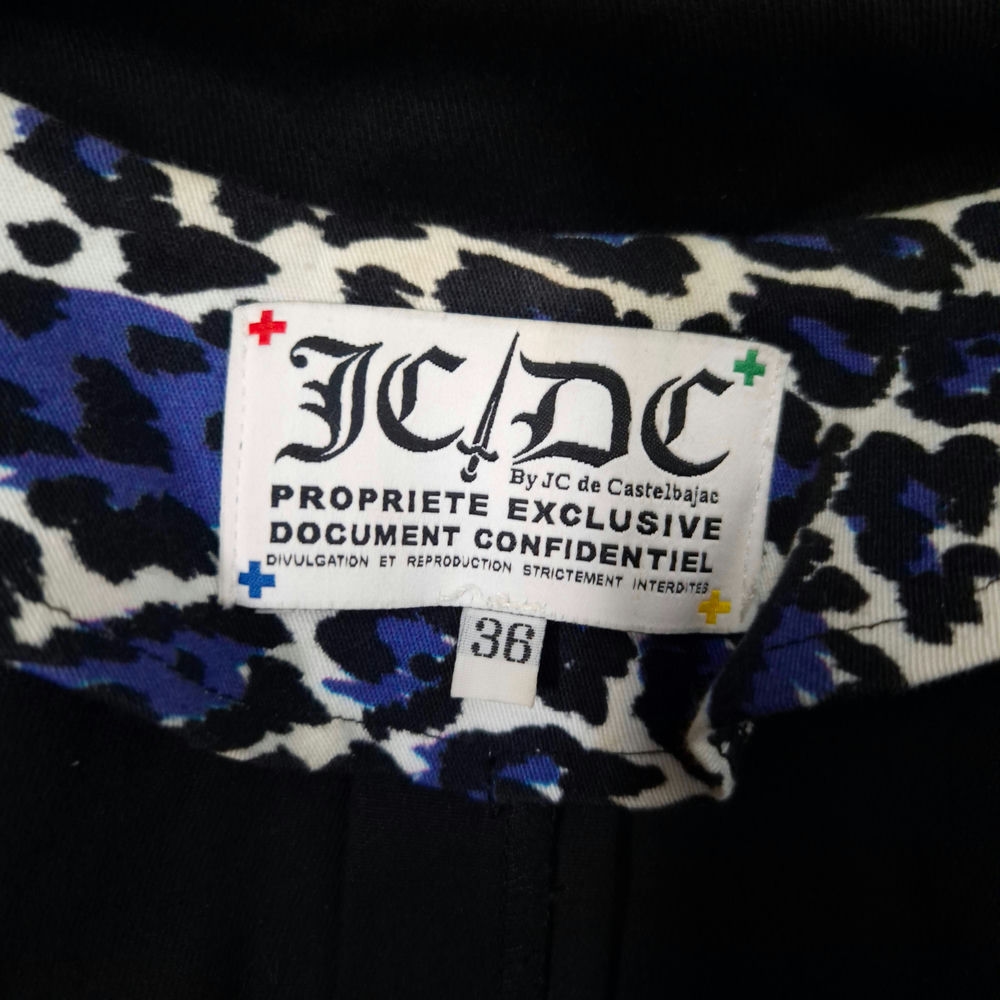 JC/DC
By JC de Castelbajac
PROPRIETE EXCLUSIVE
DOCUMENT CONFIDENTIEL
DIVULGATION ET REPRODUCTION STRICTEMENT INTERDITES
36